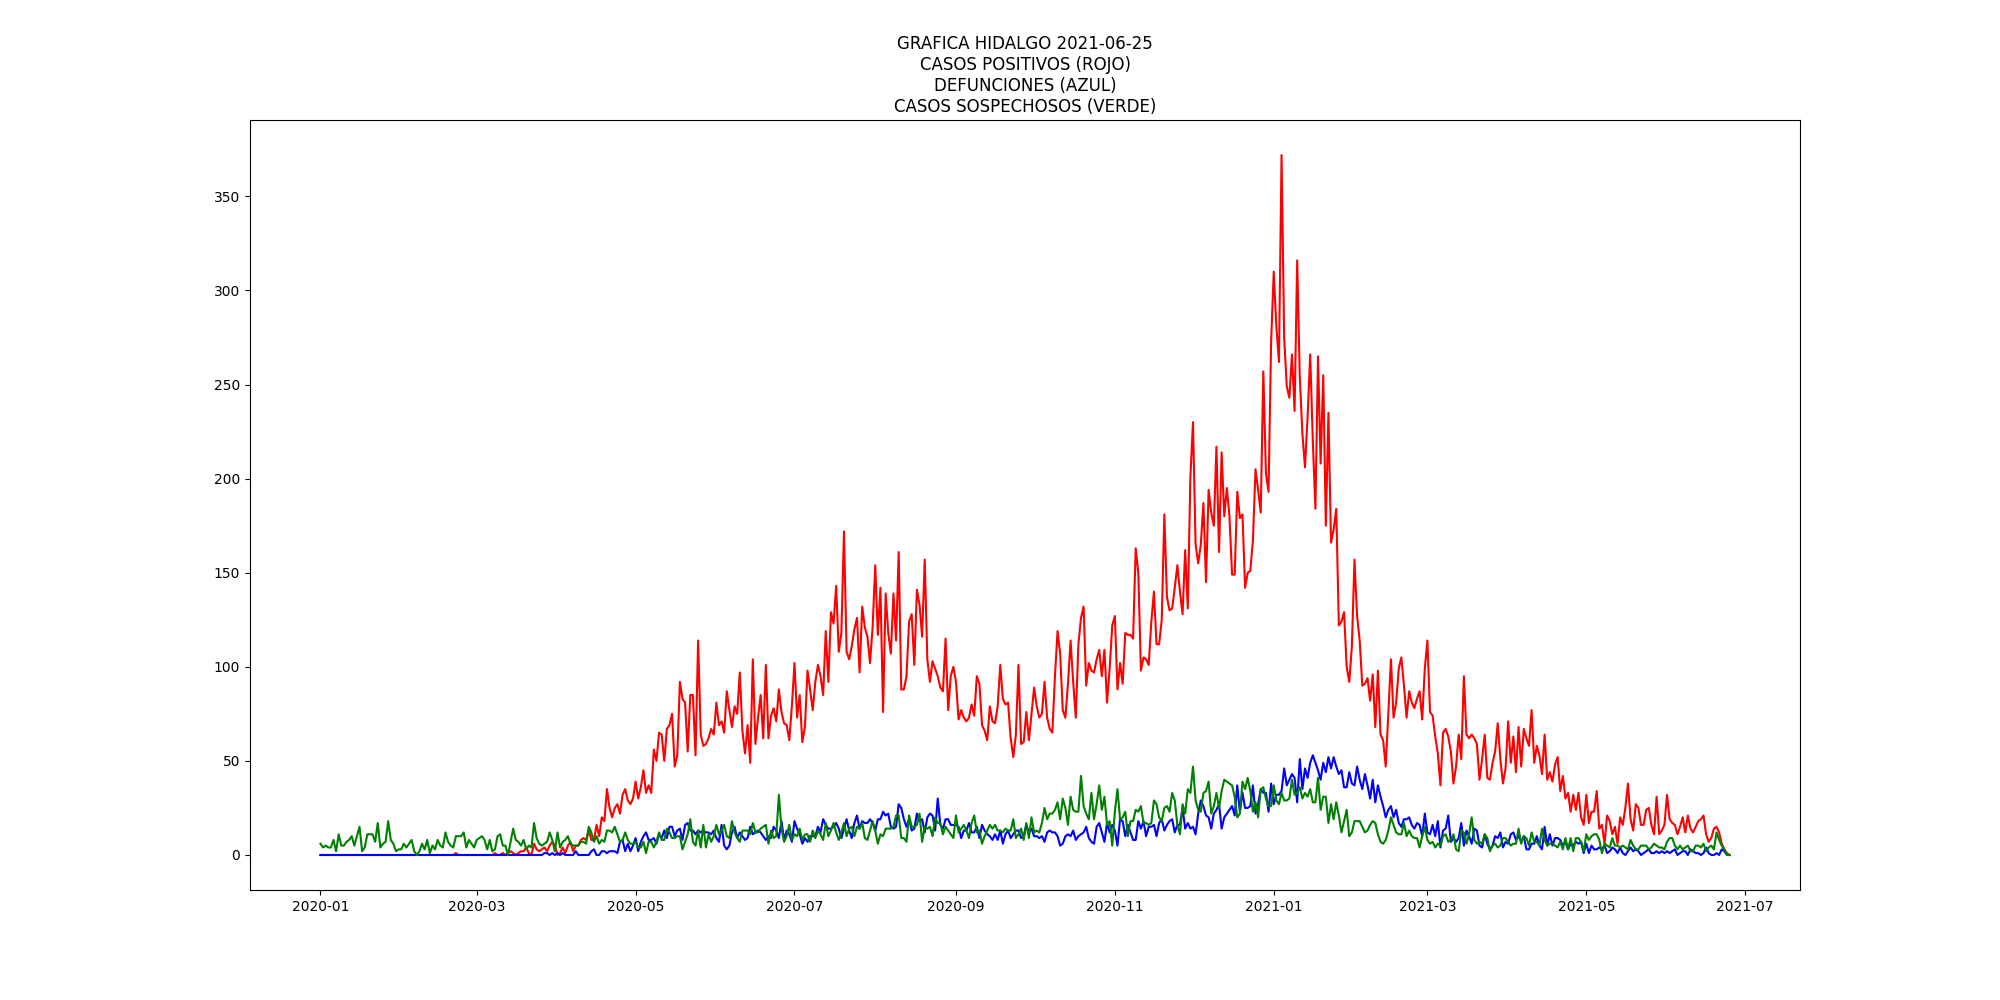 GRAFICA HIDALGO 2021-06-25
CASOS POSITIVOS (ROJO)
DEFUNCIONES (AZUL)
CASOS SOSPECHOSOS (VERDE)
350
300
250
200
150
100
50
0
2020-01 2020-03 2020-05 2020-07 2020-09 2020-11 2021-01 2021-03 2021-05 2021-07